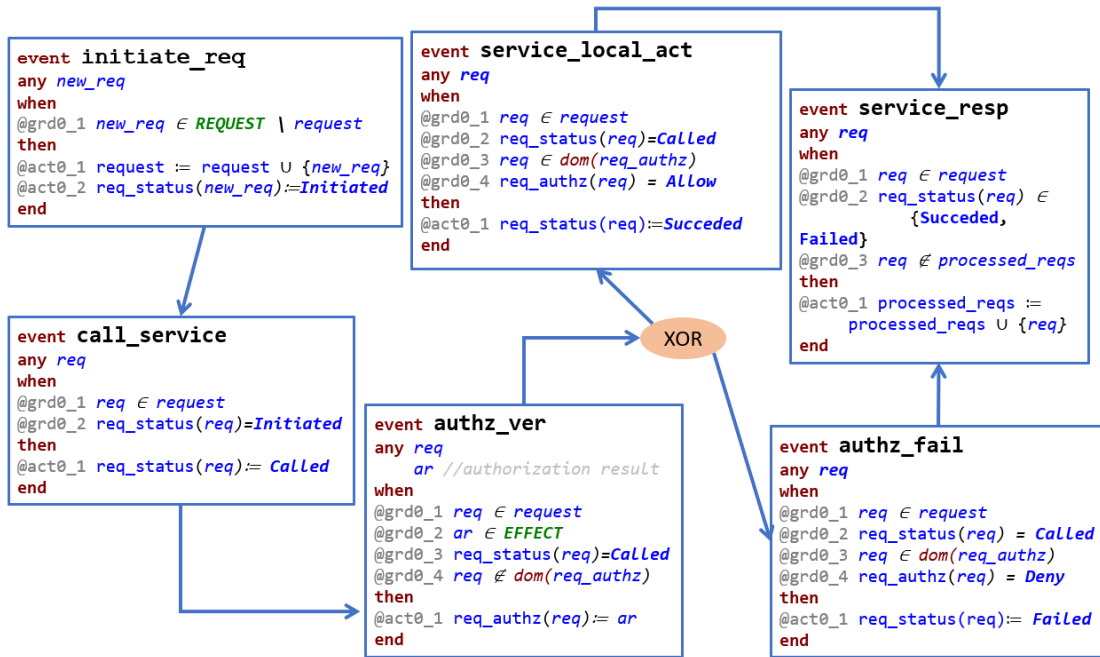 event initiate_req
any new_req
when
@grd0_1 new_req ∈ REQUEST \ request
then
@act0_1 request := request ∪ {new_req}
@act0_2 req_status(new_req):=Initiated
end
event call_service
any req
when
@grd0_1 req ∈ request
@grd0_2 req_status(req)=Initiated
then
@act0_1 req_status(req):= Called
end
event authz_ver
any req
ar //authorization result
when
@grd0_1 req ∈ request
@grd0_2 ar ∈ EFFECT
@grd0_3 req_status(req)=Called
@grd0_4 req ∉ dom(req_authz)
then
@act0_1 req_authz(req):= ar
end
XOR
event service_local_act
any req
when
@grd0_1 req ∈ request
@grd0_2 req_status(req)=Called
@grd0_3 req ∈ dom(req_authz)
@grd0_4 req_authz(req) = Allow
then
@act0_1 req_status(req):=Succeded
end
event authz_fail
any req
when
@grd0_1 req ∈ request
@grd0_2 req_status(req) = Called
@grd0_3 req ∈ dom(req_authz)
@grd0_4 req_authz(req) = Deny
then
@act0_1 req_status(req):= Failed
end
event service_resp
any req
when
@grd0_1 req ∈ request
@grd0_2 req_status(req) ∈
{Succeded,
Failed}
@grd0_3 req ∉ processed_reqs
then
@act0_1 processed_reqs :=
processed_reqs ∪ {req}
end